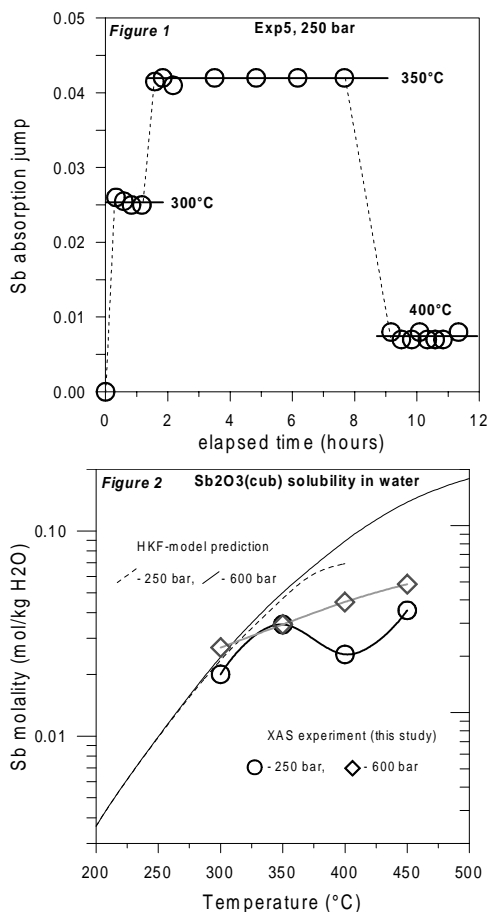 Figure 1 Exp5, 250 bar
0.05
0.04
0.03
0.02
0.01
0.00
Sb absorption jump
350°C
300°C
400°C
0 2 4 6 8 10 12
elapsed time (hours)
Figure 2 Sb2O3(cub) solubility in water
HKF-model prediction
- 250 bar, - 600 bar
0.10
0.01
Sb molality (mol/kg H2O)
XAS experiment (this study)
- 250 bar, - 600 bar
200 250 300 350 400 450 500
Temperature (°C)